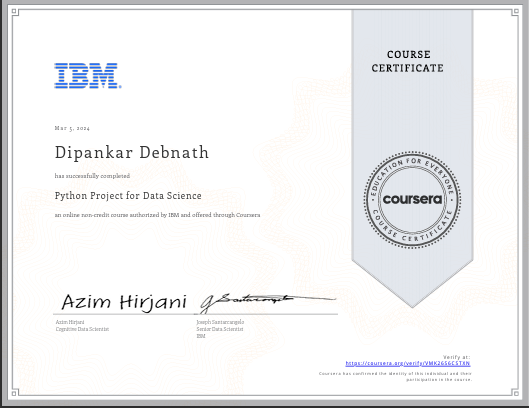 COURSE
CERTIFICATE
IBM
Mar 5, 2024
Dipankar Debnath
has successfully completed
Python Project for Data Science
an online non-credit course authorized by IBM and offered through Coursera
EDUCATION FOR EVERYONE
coursera
COURSE CERTIFICATE
Azim Hirjani
Azim Hirjani
Cognitive Data Scientist
Joseph Santarcangelo
Senior Data Scientist
IBM
Verify at:
https://coursera.org/verify/VMK2656C5TXN
Coursera has confirmed the identity of this individual and their
participation in the course.